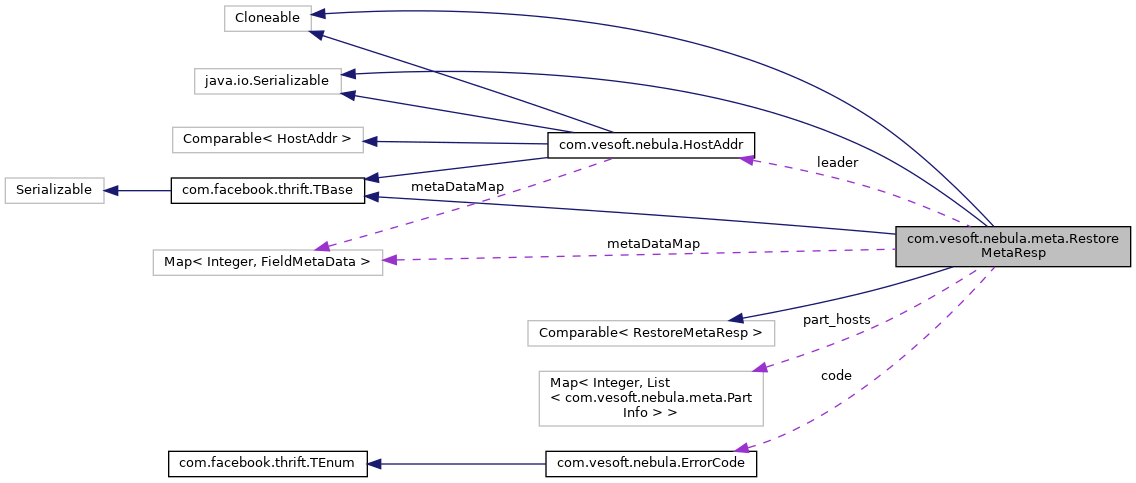 Cloneable
java.io.Serializable
Comparable< HostAddr >
com.vesoft.nebula.HostAddr
leader
Serializable
com.facebook.thrift.TBase
metaDataMap
com.vesoft.nebula.meta.Restore
MetaResp
metaDataMap
Map< Integer, FieldMetaData >
Comparable< RestoreMetaResp >
part_hosts
Map< Integer, List
< com.vesoft.nebula.meta.Part
Info > >
code
com.facebook.thrift.TEnum
com.vesoft.nebula.ErrorCode